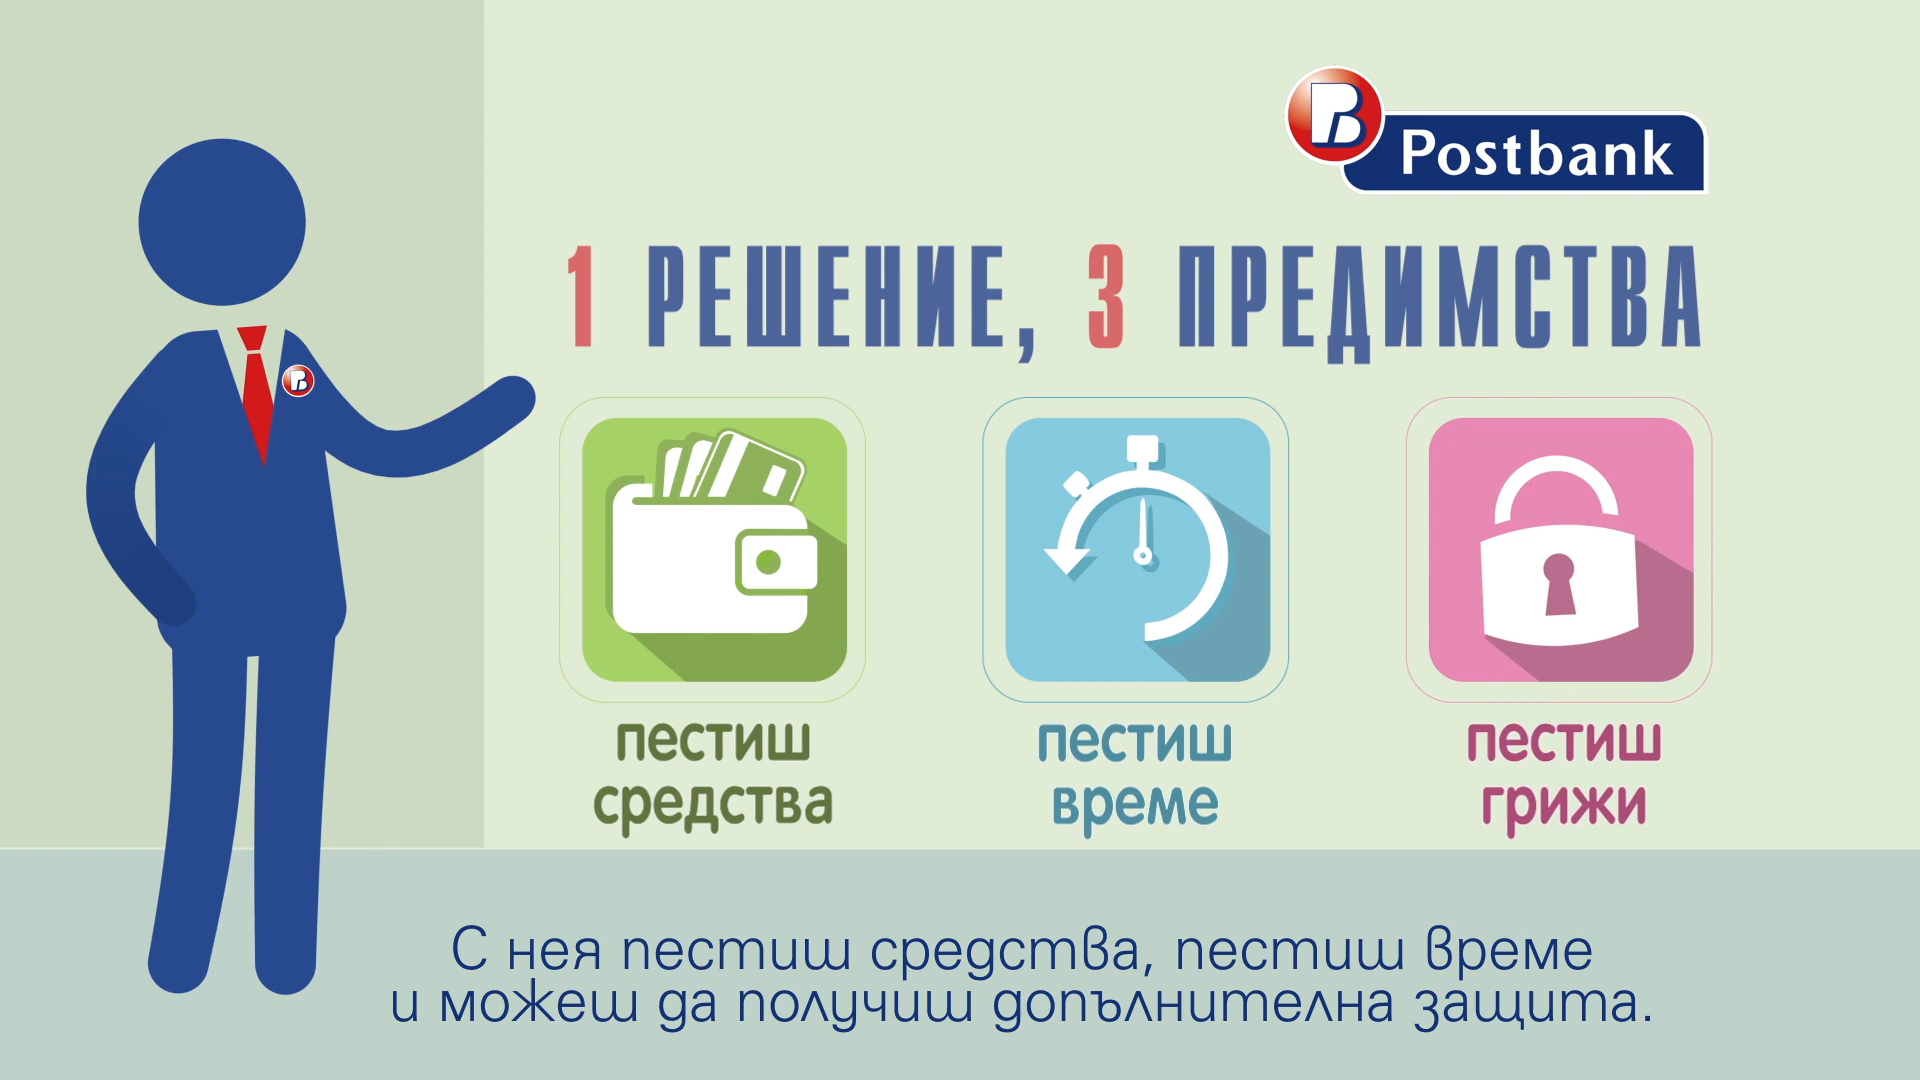 Postbank
1 РЕШЕНИЕ, 3 ПРЕДИМСТВА
пестиш
средства
пестиш
време
пестиш
грижи
С нея пестиш средства, пестиш време
и можеш да получиш допълнителна защита.